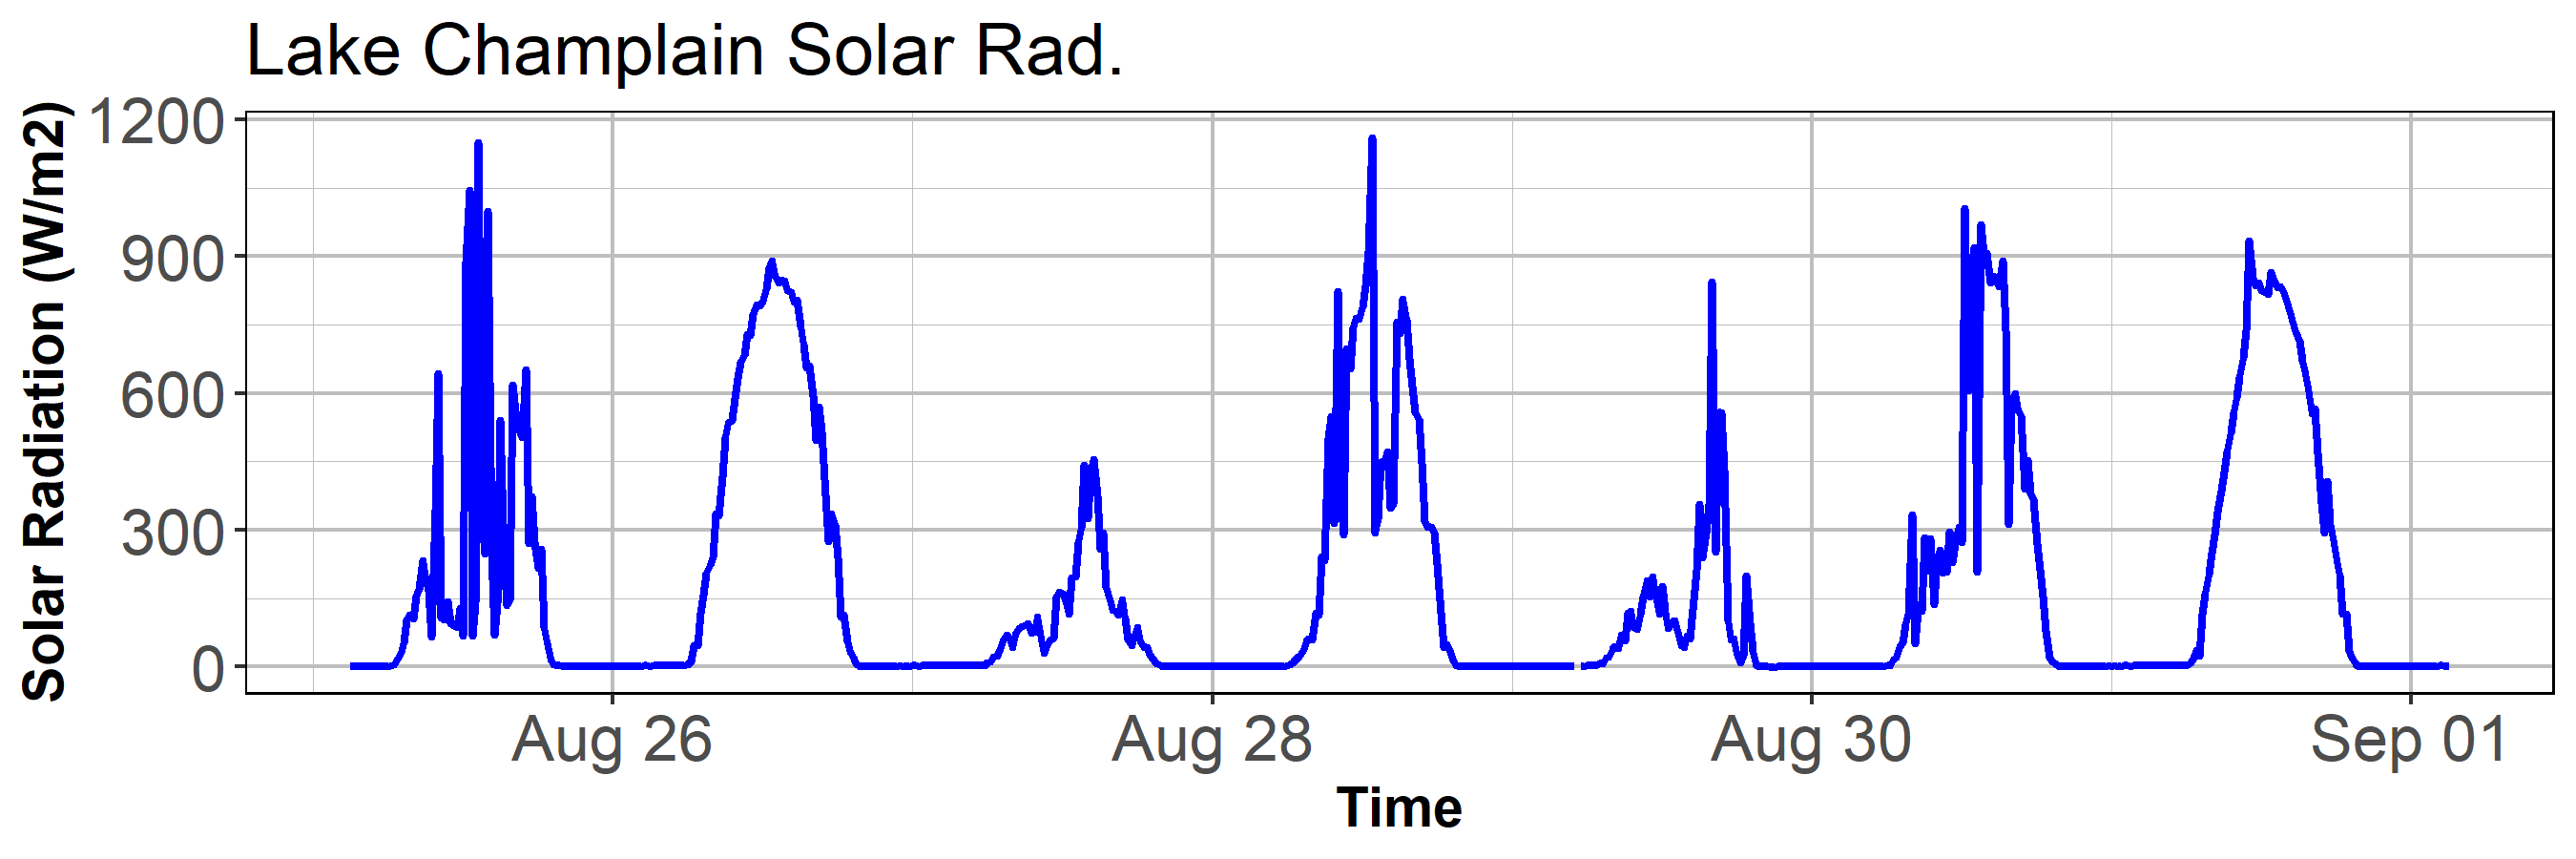 Lake Champlain Solar Rad.
Solar Radiation (W/m2)
1200
900
600
300
0
Aug 26
Aug 28
Aug 30
Sep 01
Time